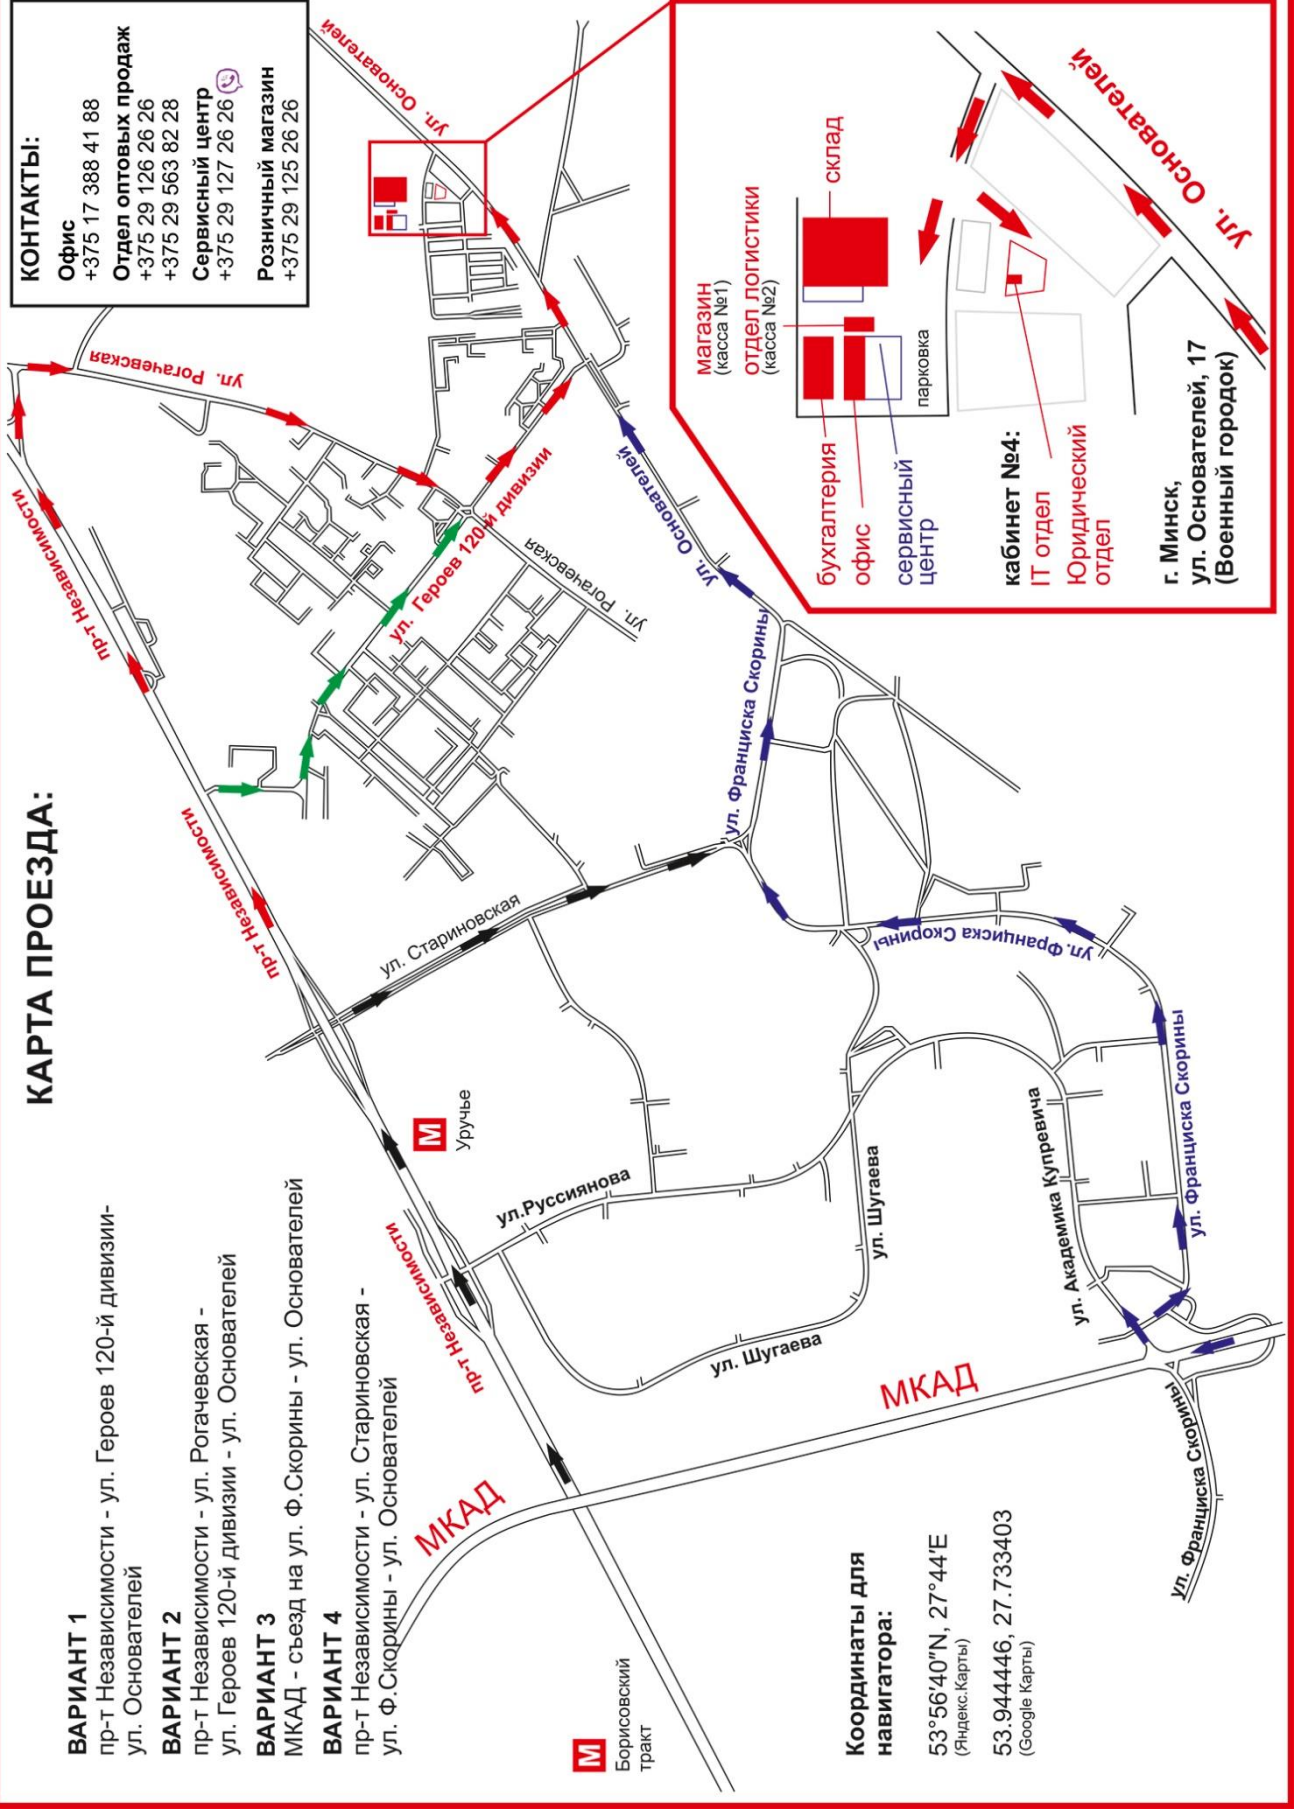 КАРТА ПРОЕЗДА:
ВАРИАНТ 1
пр-т Независимости - ул. Героев 120-й дивизии-
ул. Основателей
ВАРИАНТ 2
пр-т Независимости - ул. Рогачевская -
ул. Героев 120-й дивизии - ул. Основателей
ВАРИАНТ 3
МКАД - съезд на ул. Ф.Скорины - ул. Основателей
ВАРИАНТ 4
пр-т Независимости - ул. Стариновская -
ул. Ф.Скорины - ул. Основателей
КОНТАКТЫ:
Офис
+375 17 388 41 88
Отдел оптовых продаж
+375 29 126 26 26
+375 29 563 82 28
Сервисный центр
+375 29 127 26 26
Розничный магазин
+375 29 125 26 26
пр-т Независимости
пр-т Независимости
пр-т Независимости
ул. Рогачевская
ул. Основателей
ул. Героев 120-й дивизии
ул. Рогачевская
ул. Стариновская
М
Уручье
ул.Руссиянова
ул. Основателей
ул. Франциска Скорины
ул. Франциска Скорины
ул. Шугаева
ул. Шугаева
ул. Академика Купревича
ул. Франциска Скорины
МКАД
МКАД
ул. Франциска Скорины
М
Борисовский
тракт
Координаты для
навигатора:
53°56'40"N, 27°44'E
(Яндекс.Карты)
53.944446, 27.733403
(Google Карты)
магазин
(касса №1)
отдел логистики
(касса №2)
склад
бухгалтерия
офис
сервисный
центр
парковка
кабинет №4:
IT отдел
Юридический
отдел
ул. Основателей
г. Минск,
ул. Основателей, 17
(Военный городок)